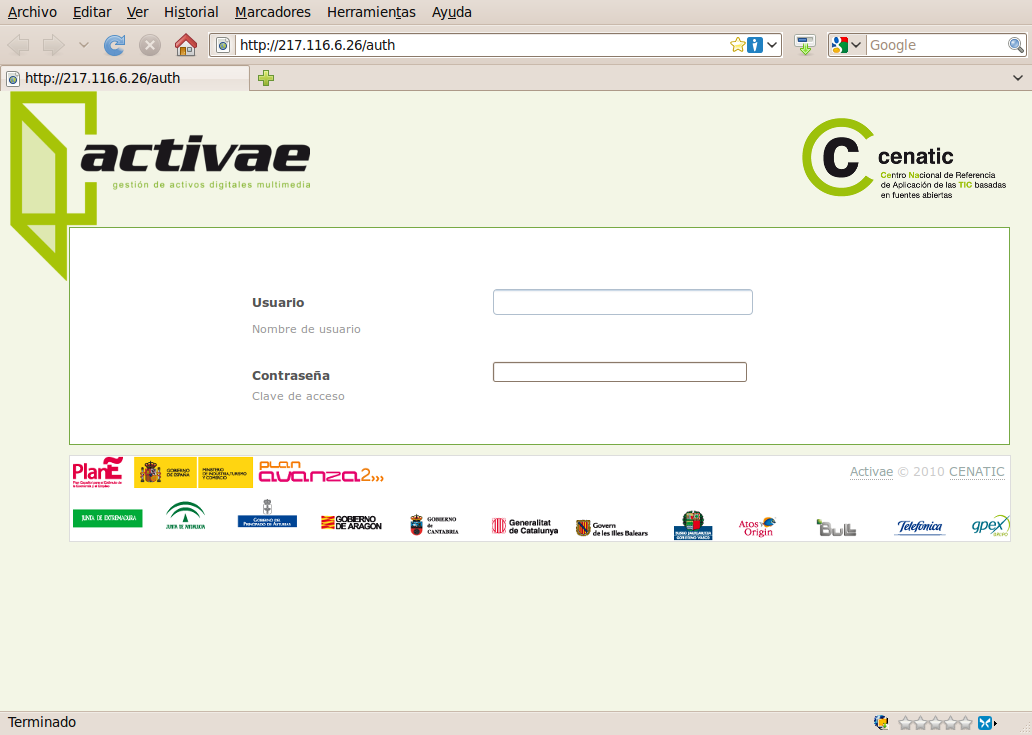 Archivo Editar Ver Historial Marcadores Herramientas Ayuda
http://217.116.6.26/auth
Google
http://217.116.6.26/auth
activae
gestión de activos digitales multimedia
C cenatic
Centro Nacional de Referencia
de Aplicación de las TIC basadas
en fuentes abiertas
Usuario
Nombre de usuario
Contraseña
Clave de acceso
PlanE
GOBIERNO
DE ESPAÑA
MINISTERIO
DE INDUSTRIA, TURISMO
Y COMERCIO
PLAN
avanza2
Activae © 2010 CENATIC
JUNTA DE EXTREMADURA
JUNTA DE ANDALUCIA
GOBIERNO DEL
PRINCIPADO DE ASTURIAS
GOBIERNO
DE ARAGON
GOBIERNO
de
CANTABRIA
Generalitat
de Catalunya
Govern
de les Illes Balears
GOBIERNO VASCO
Atos
Origin
Bull
Telefónica
gpex
GRUPO
Terminado